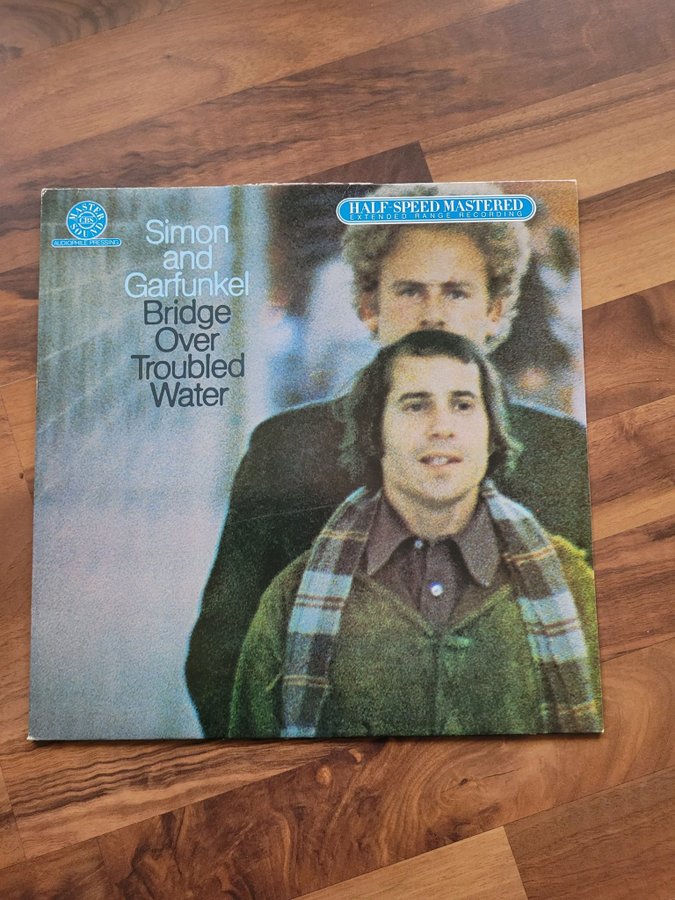 MASTER SOUND
CBS
AUDIOPHILE PRESSING
HALF-SPEED MASTERED
EXTENDED RANGE RECORDING
Simon
and
Garfunkel
Bridge
Over
Troubled
Water